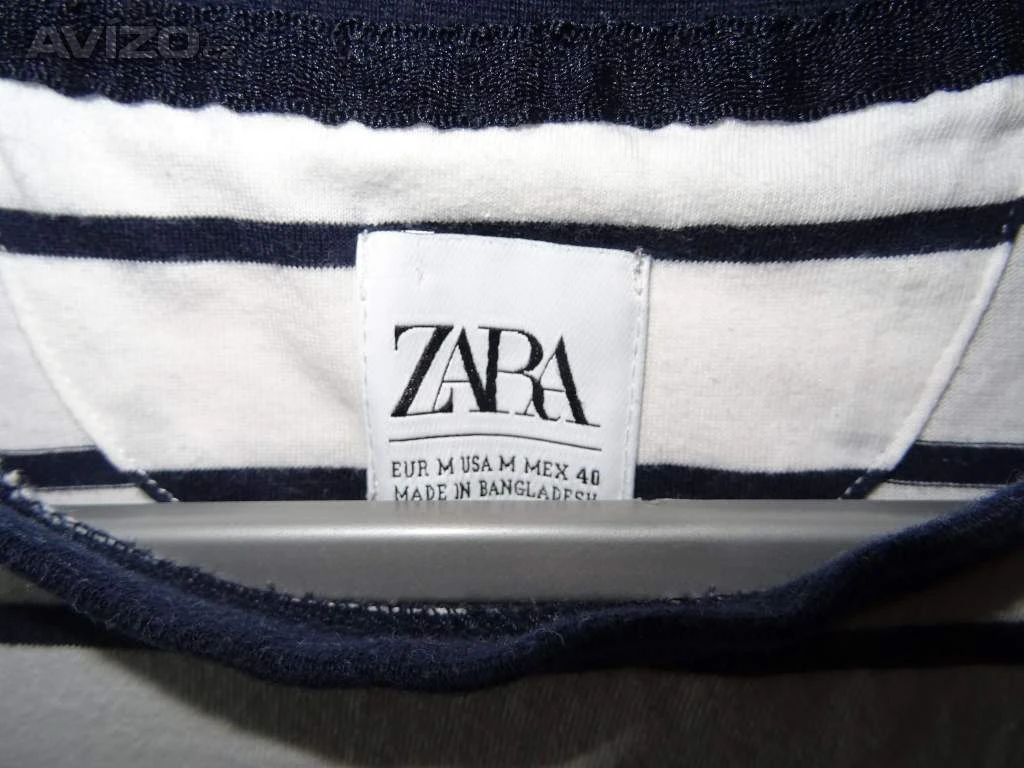 AVIZO
ZARA
EUR M USA M MEX 40
MADE IN BANGLADESH